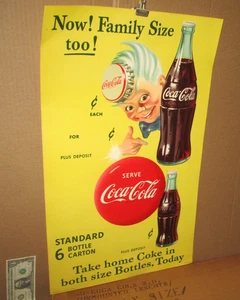 Now! Family Size
too!
Coca-Cola
Coca-Cola
¢
EACH
FOR ¢
PLUS DEPOSIT
SERVE
Coca-Cola
STANDARD
6 BOTTLE
CARTON
¢
PLUS DEPOSIT
Take home Coke in
both size Bottles. Today